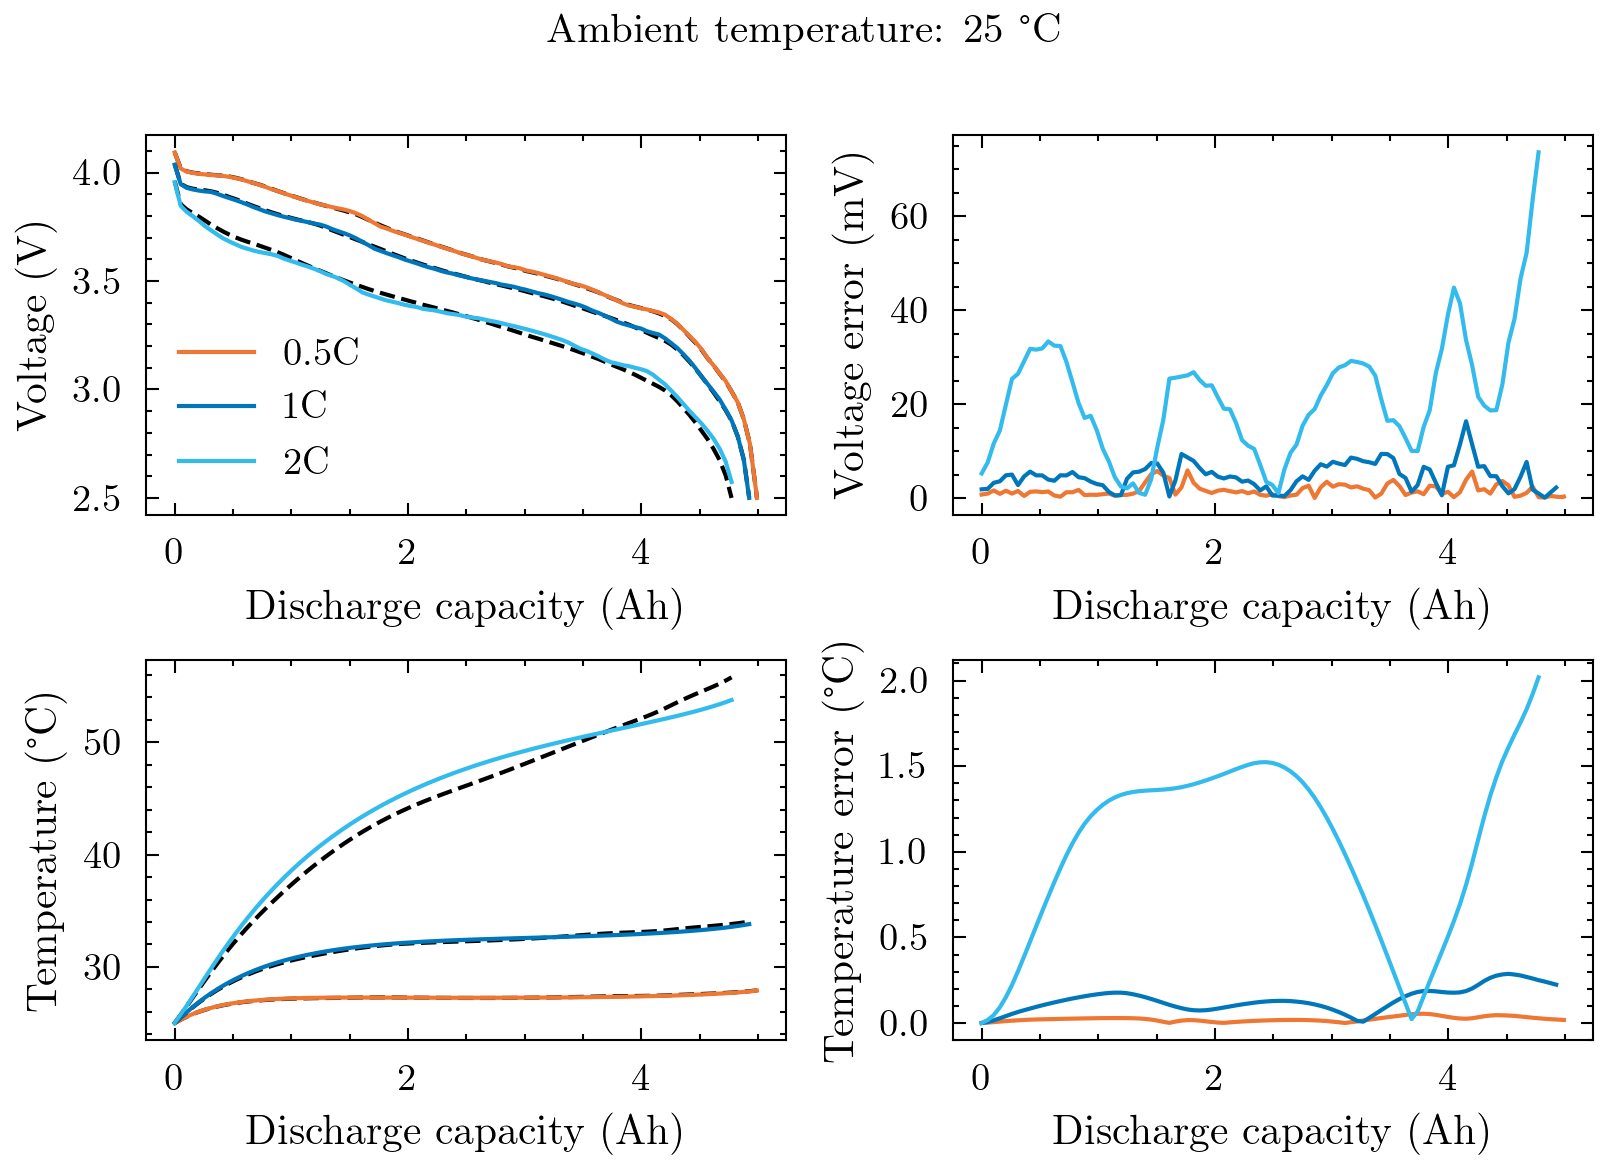 Ambient temperature: 25 °C
Voltage (V)
4.0
3.5
3.0
2.5
0.5C
1C
2C
0 2 4
Discharge capacity (Ah)
Voltage error (mV)
60
40
20
0
0 2 4
Discharge capacity (Ah)
Temperature (°C)
50
40
30
0 2 4
Discharge capacity (Ah)
Temperature error (°C)
2.0
1.5
1.0
0.5
0.0
0 2 4
Discharge capacity (Ah)